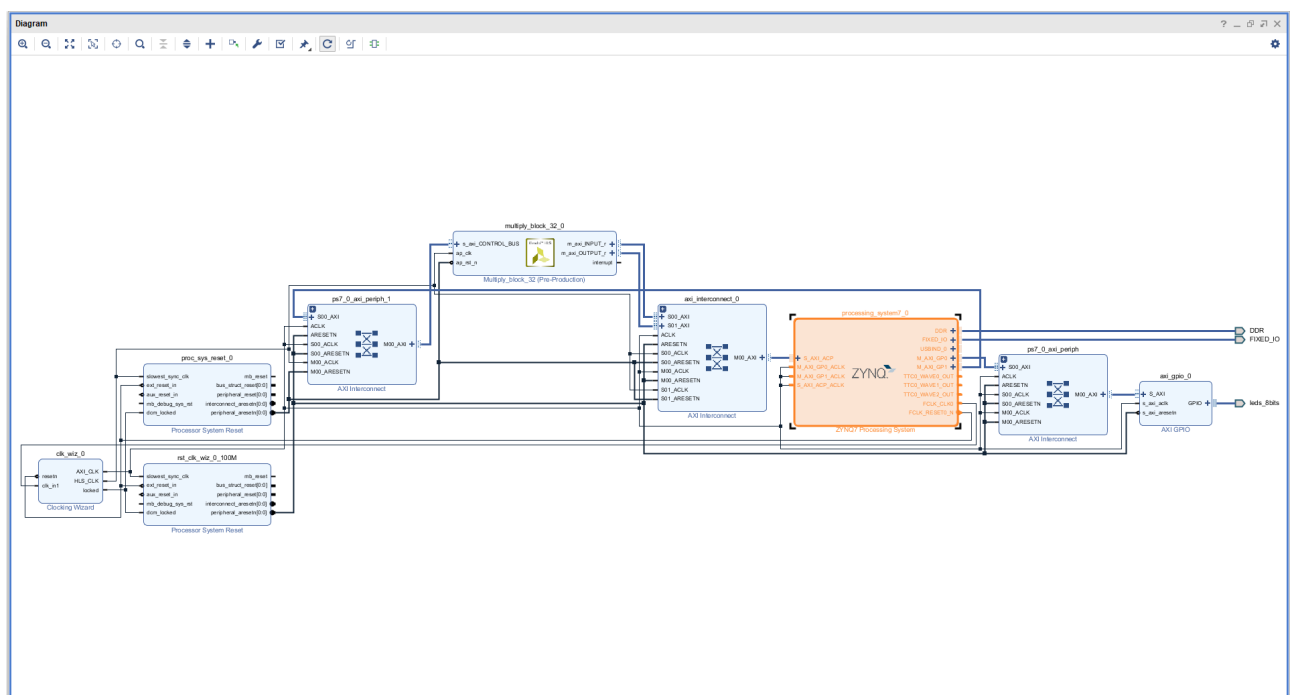 Diagram
multiply_block_32_0
s_axi_CONTROL_BUS
ap_clk
ap_rst_n
m_axi_INPUT_r
m_axi_OUTPUT_r
interrupt
Multiply_block_32 (Pre-Production)
ps7_0_axi_periph_1
S00_AXI
ACLK
ARESETN
S00_ACLK
S00_ARESETN
M00_ACLK
M00_ARESETN
M00_AXI
AXI Interconnect
axi_interconnect_0
S00_AXI
S01_AXI
ACLK
ARESETN
S00_ACLK
S00_ARESETN
M00_ACLK
M00_ARESETN
S01_ACLK
S01_ARESETN
M00_AXI
AXI Interconnect
processing_system7_0
S_AXI_ACP
M_AXI_GP0_ACLK
M_AXI_GP1_ACLK
S_AXI_ACP_ACLK
ZYNQ
DDR
FIXED_IO
USBIND_0
M_AXI_GP0
M_AXI_GP1
TTC0_WAVE0_OUT
TTC0_WAVE1_OUT
TTC0_WAVE2_OUT
FCLK_CLK0
FCLK_RESET0_N
ZYNQ7 Processing System
DDR
FIXED_IO
ps7_0_axi_periph
S00_AXI
ACLK
ARESETN
S00_ACLK
S00_ARESETN
M00_ACLK
M00_ARESETN
M00_AXI
AXI Interconnect
axi_gpio_0
S_AXI
s_axi_aclk
s_axi_aresetn
GPIO
AXI GPIO
leds_8bits
proc_sys_reset_0
slowest_sync_clk
ext_reset_in
aux_reset_in
mb_debug_sys_rst
dcm_locked
mb_reset
bus_struct_reset[0:0]
peripheral_reset[0:0]
interconnect_aresetn[0:0]
peripheral_aresetn[0:0]
Processor System Reset
clk_wiz_0
resetn
clk_in1
AXI_CLK
HLS_CLK
locked
Clocking Wizard
rst_clk_wiz_0_100M
slowest_sync_clk
ext_reset_in
aux_reset_in
mb_debug_sys_rst
dcm_locked
mb_reset
bus_struct_reset[0:0]
peripheral_reset[0:0]
interconnect_aresetn[0:0]
peripheral_aresetn[0:0]
Processor System Reset